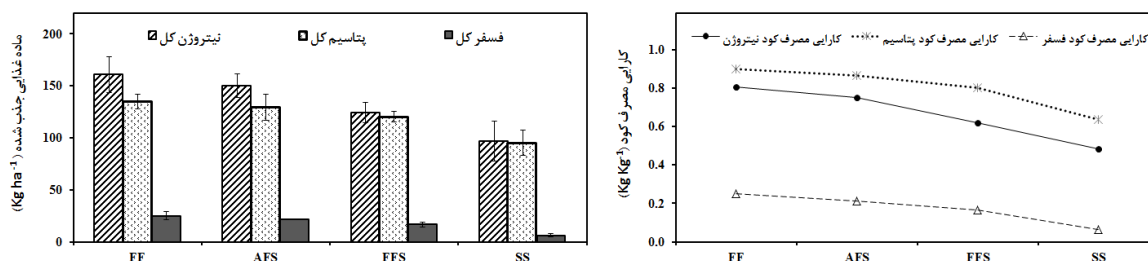 ماده غذایی جذب شده (Kg ha⁻¹)
200
150
100
50
0
نیتروژن کل
پتاسیم کل
فسفر کل
FF
AFS
FFS
SS
کارایی مصرف کود (Kg Kg⁻¹)
1.0
0.8
0.6
0.4
0.2
0.0
کارایی مصرف کود نیتروژن
کارایی مصرف کود پتاسیم
کارایی مصرف کود فسفر
FF
AFS
FFS
SS